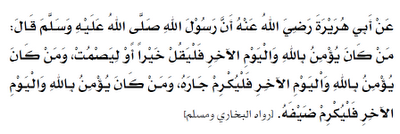 عَنْ أَبِي هُرَيْرَةَ رَضِيَ اللهُ عَنْهُ أَنَّ رَسُوْلَ اللهِ صَلَّى اللهُ عَلَيْهِ وَسَلَّمَ قَالَ:
مَنْ كَانَ يُؤْمِنُ بِاللهِ وَالْيَوْمِ الآخِرِ فَلْيَقُلْ خَيْراً أَوْ لِيَصْمُتْ، وَمَنْ كَانَ
يُؤْمِنُ بِاللهِ وَالْيَوْمِ الآخِرِ فَلْيُكْرِمْ جَارَهُ، وَمَنْ كَانَ يُؤْمِنُ بِاللهِ وَالْيَوْمِ
الآخِرِ فَلْيُكْرِمْ ضَيْفَهُ. [رواه البخاري ومسلم]